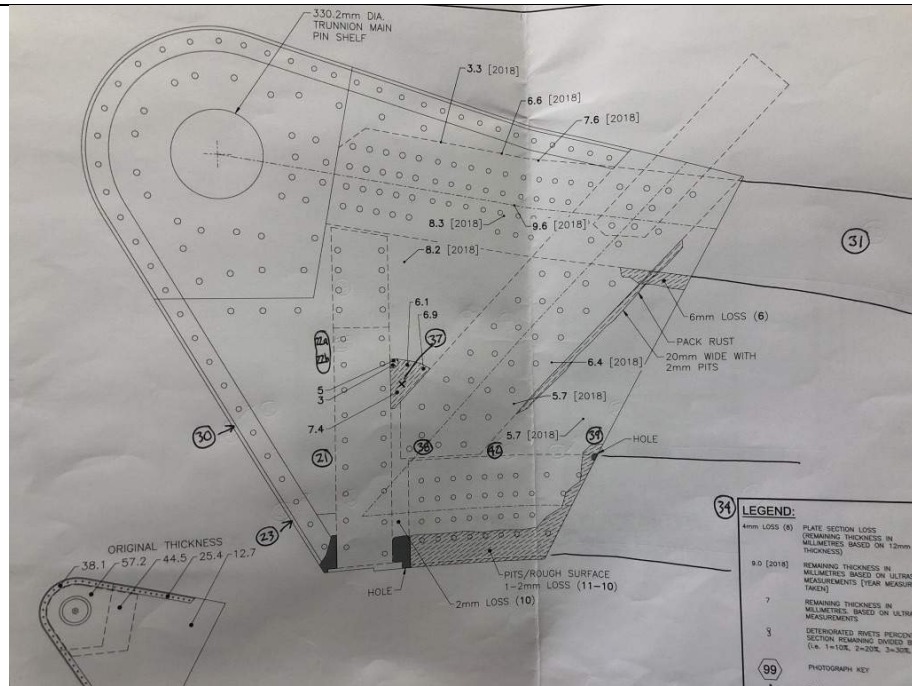 330.2mm DIA.
TRUNNION MAIN
PIN SHELF
3.3 [2018]
6.6 [2018]
7.6 [2018]
8.3 [2018]
9.6 [2018]
8.2 [2018]
31
6.1
6.9
37
6mm LOSS (6)
PACK RUST
20mm WIDE WITH
2mm PITS
22a
22b
5
3
7.4
6.4 [2018]
5.7 [2018]
5.7 [2018]
30
21
38
42
39
HOLE
23
34
ORIGINAL THICKNESS
38.1
57.2
44.5
25.4
12.7
HOLE
2mm LOSS (10)
PITS/ROUGH SURFACE
1-2mm LOSS (11-10)
LEGEND:
4mm LOSS (8) PLATE SECTION LOSS
(REMAINING THICKNESS IN
MILLIMETRES BASED ON 12mm
THICKNESS)
9.0 [2018] REMAINING THICKNESS IN
MILLIMETRES BASED ON
MEASUREMENTS [YEAR
TAKEN]
7 REMAINING THICKNESS IN
MILLIMETRES, BASED ON
MEASUREMENTS
DETERIORATED RIVETS
SECTION REMAINING DIVIDED
(i.e. 1=10%, 2=20%, 3=30%,
99 PHOTOGRAPH KEY